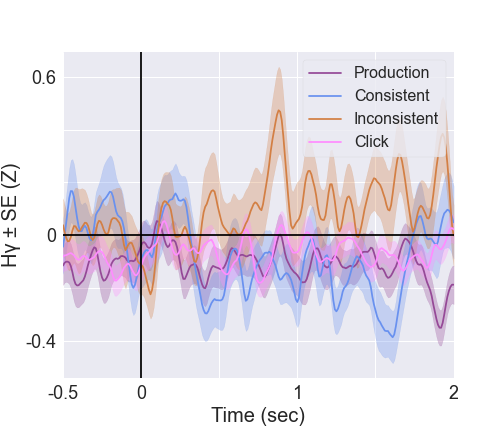 Production
Consistent
Inconsistent
Click
0.6
0
-0.4
Hγ ± SE (Z)
-0.5
0
1
2
Time (sec)